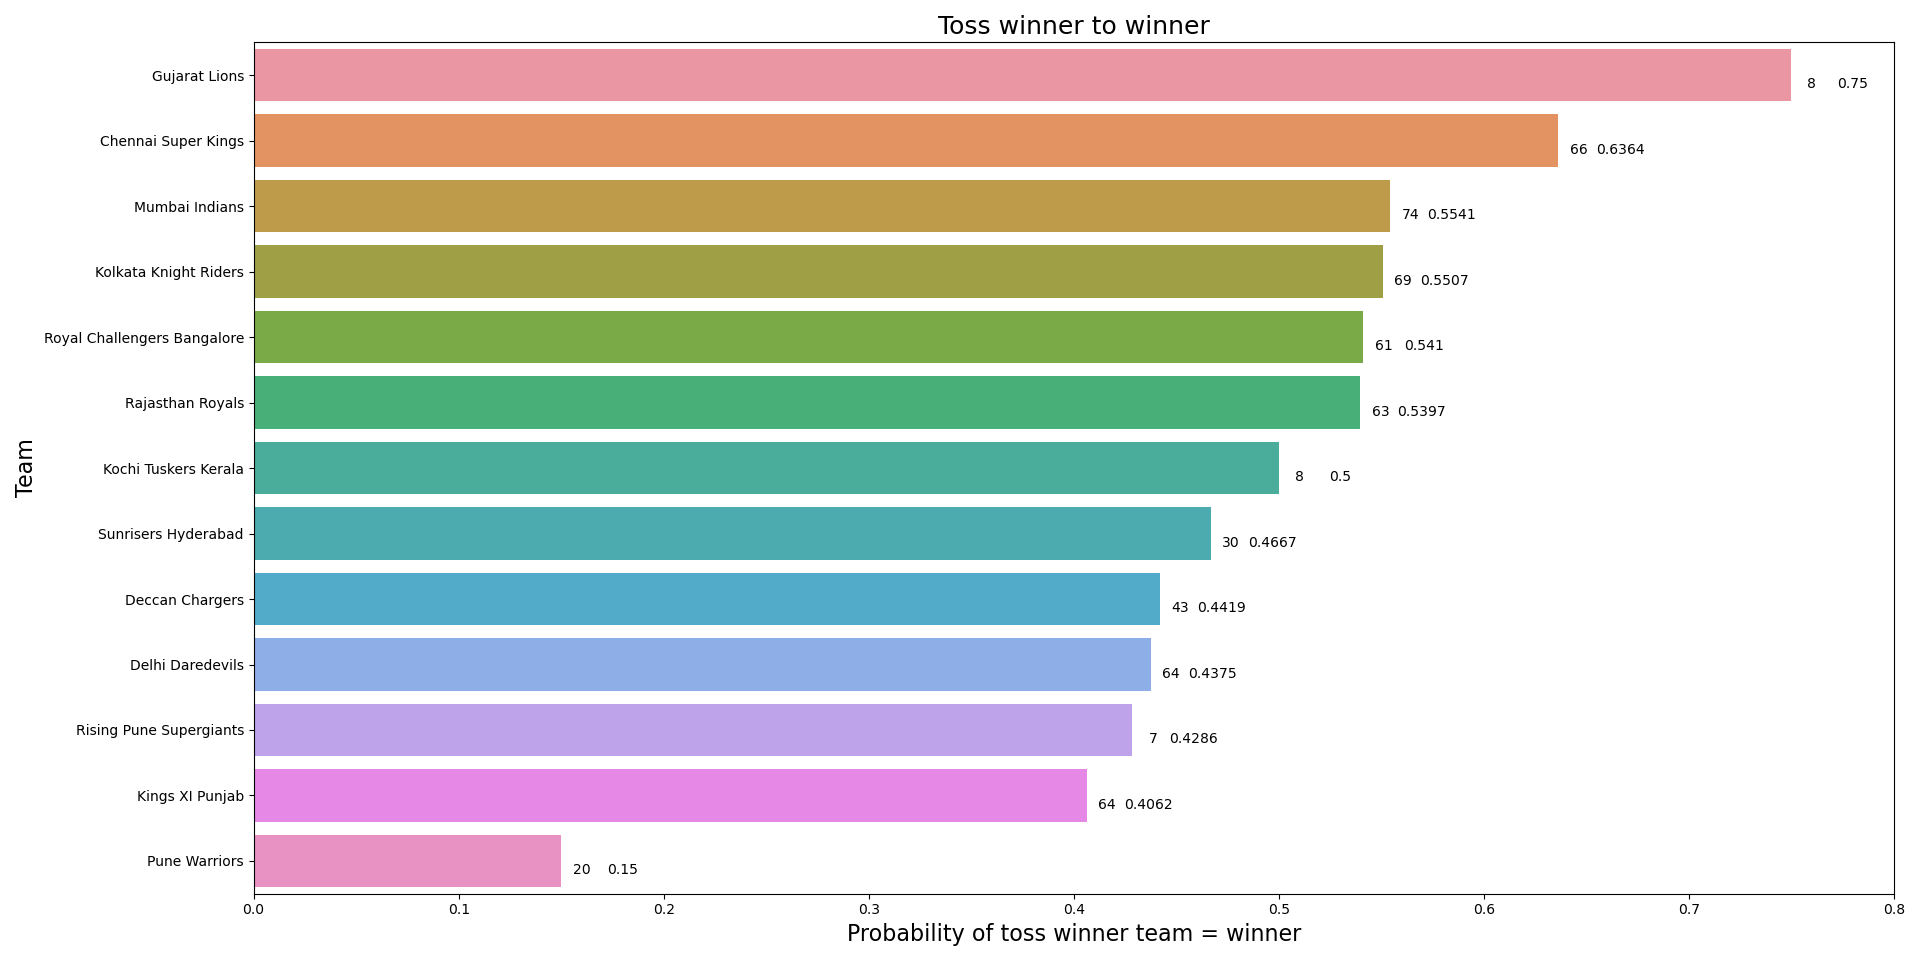 Toss winner to winner
Gujarat Lions 8 0.75
Chennai Super Kings 66 0.6364
Mumbai Indians 74 0.5541
Kolkata Knight Riders 69 0.5507
Royal Challengers Bangalore 61 0.541
Rajasthan Royals 63 0.5397
Kochi Tuskers Kerala 8 0.5
Sunrisers Hyderabad 30 0.4667
Deccan Chargers 43 0.4419
Delhi Daredevils 64 0.4375
Rising Pune Supergiants 7 0.4286
Kings XI Punjab 64 0.4062
Pune Warriors 20 0.15
Team
0.0 0.1 0.2 0.3 0.4 0.5 0.6 0.7 0.8
Probability of toss winner team = winner